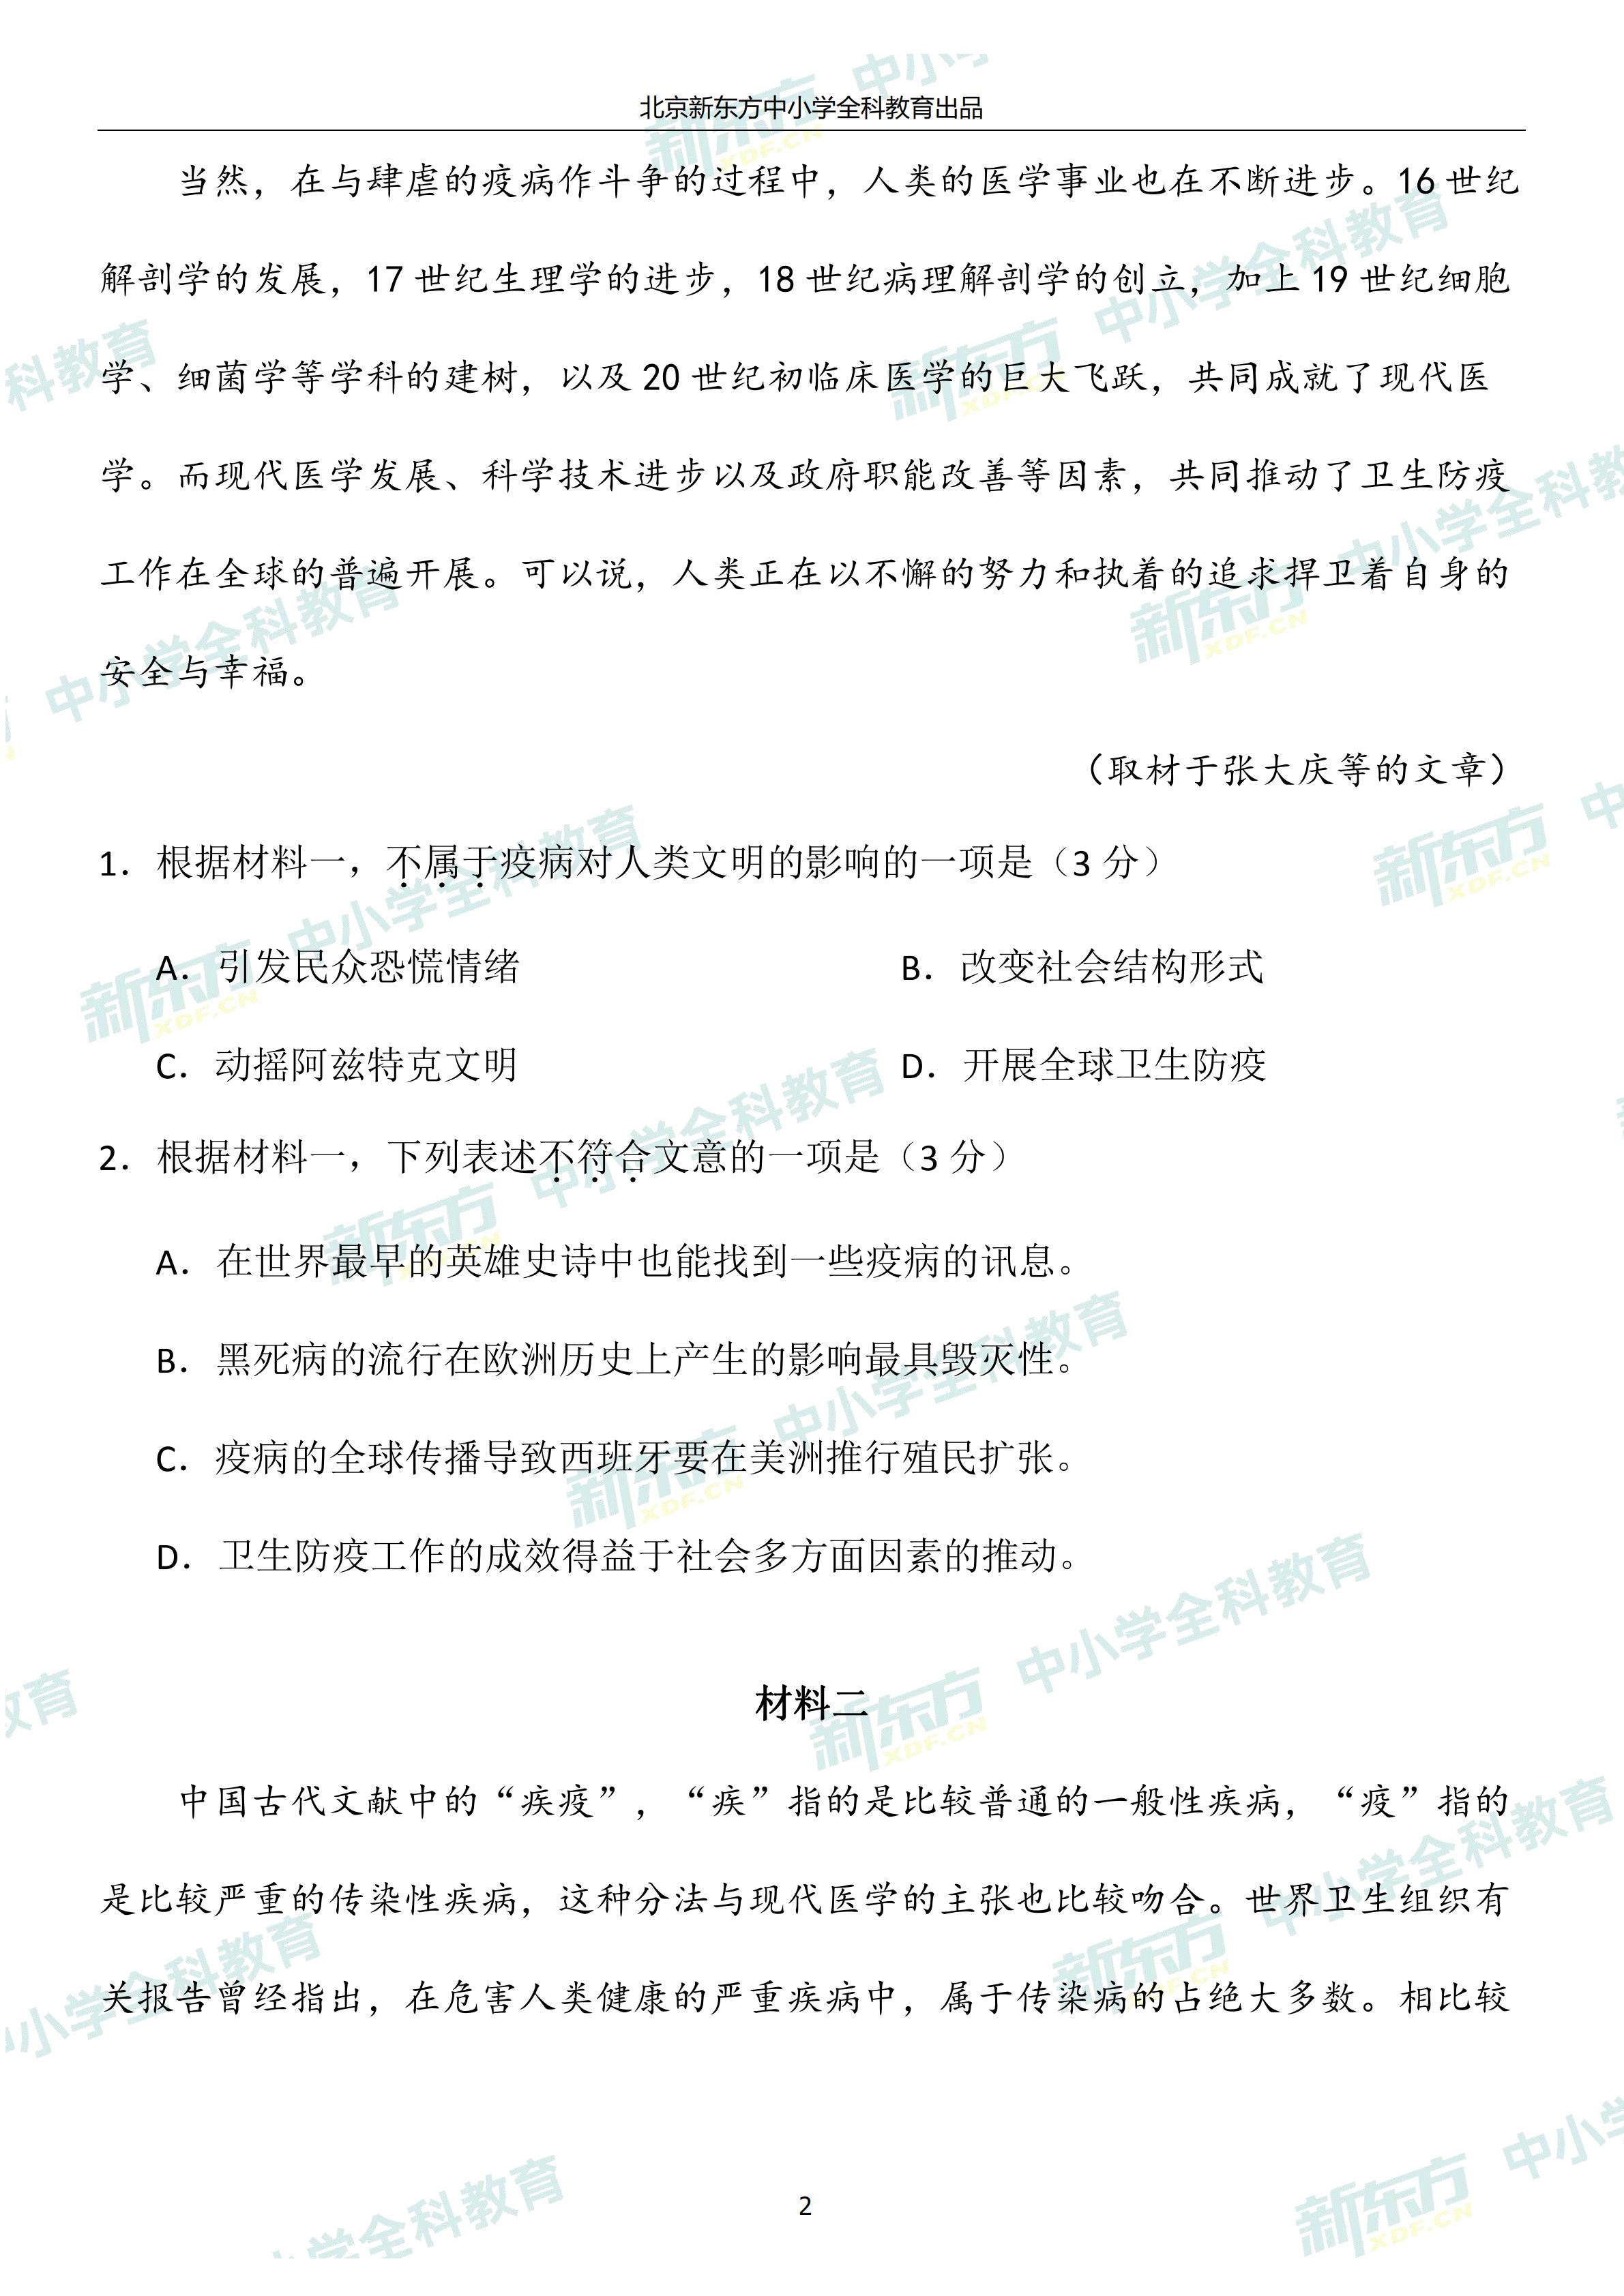 北京新东方中小学全科教育出品
当然，在与肆虐的疫病作斗争的过程中，人类的医学事业也在不断进步。16 世纪
解剖学的发展，17 世纪生理学的进步，18 世纪病理解剖学的创立，加上 19 世纪细胞
学、细菌学等学科的建树，以及 20 世纪初临床医学的巨大飞跃，共同成就了现代医
学。而现代医学发展、科学技术进步以及政府职能改善等因素，共同推动了卫生防疫
工作在全球的普遍开展。可以说，人类正在以不懈的努力和执着的追求捍卫着自身的
安全与幸福。
（取材于张大庆等的文章）
1．根据材料一，不属于疫病对人类文明的影响的一项是（3 分）
A．引发民众恐慌情绪 B．改变社会结构形式
C．动摇阿兹特克文明 D．开展全球卫生防疫
2．根据材料一，下列表述不符合文意的一项是（3 分）
A．在世界最早的英雄史诗中也能找到一些疫病的讯息。
B．黑死病的流行在欧洲历史上产生的影响最具毁灭性。
C．疫病的全球传播导致西班牙要在美洲推行殖民扩张。
D．卫生防疫工作的成效得益于社会多方面因素的推动。
材料二
中国古代文献中的“疾疫”，“疾”指的是比较普通的一般性疾病，“疫”指的
是比较严重的传染性疾病，这种分法与现代医学的主张也比较吻合。世界卫生组织有
关报告曾经指出，在危害人类健康的严重疾病中，属于传染病的占绝大多数。相比较
2
新东方 XDF.CN 中小学全科教育